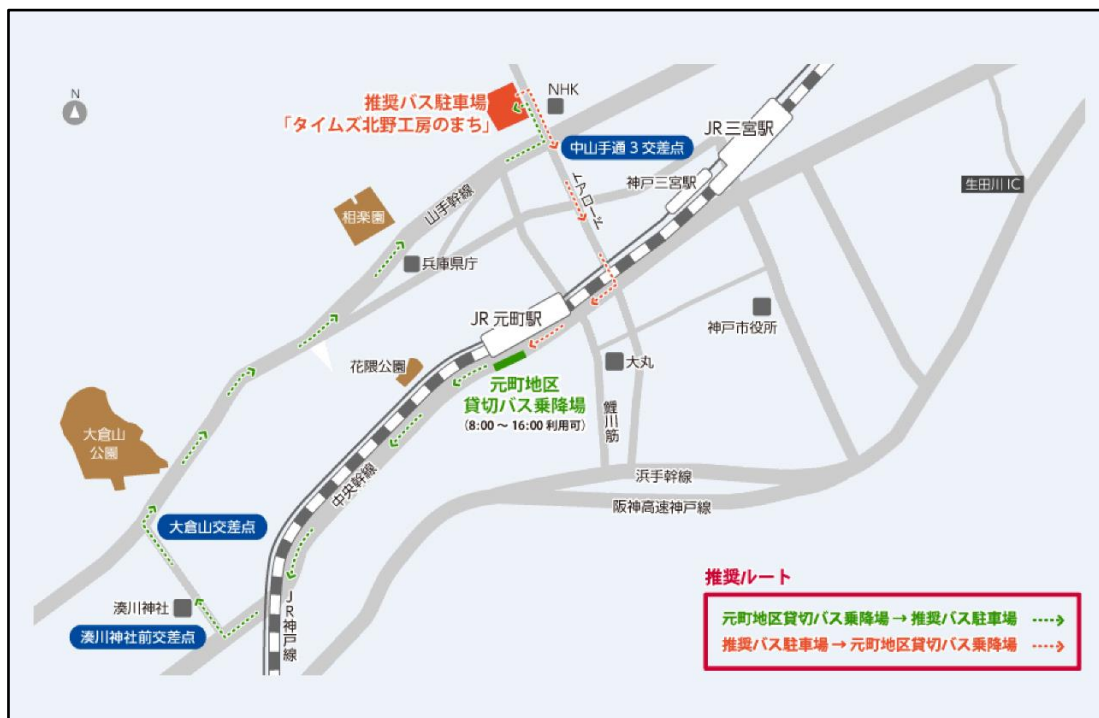 N
推奨バス駐車場
「タイムズ北野工房のまち」
NHK
中山手通3交差点
JR三宮駅
神戸三宮駅
トアロード
生田川IC
山手幹線
相楽園
兵庫県庁
JR元町駅
神戸市役所
花隈公園
大丸
元町地区
貸切バス乗降場
(8:00～16:00利用可)
鯉川筋
大倉山
公園
中央幹線
浜手幹線
阪神高速神戸線
大倉山交差点
湊川神社
湊川神社前交差点
JR神戸線
推奨ルート
元町地区貸切バス乗降場→推奨バス駐車場
推奨バス駐車場→元町地区貸切バス乗降場